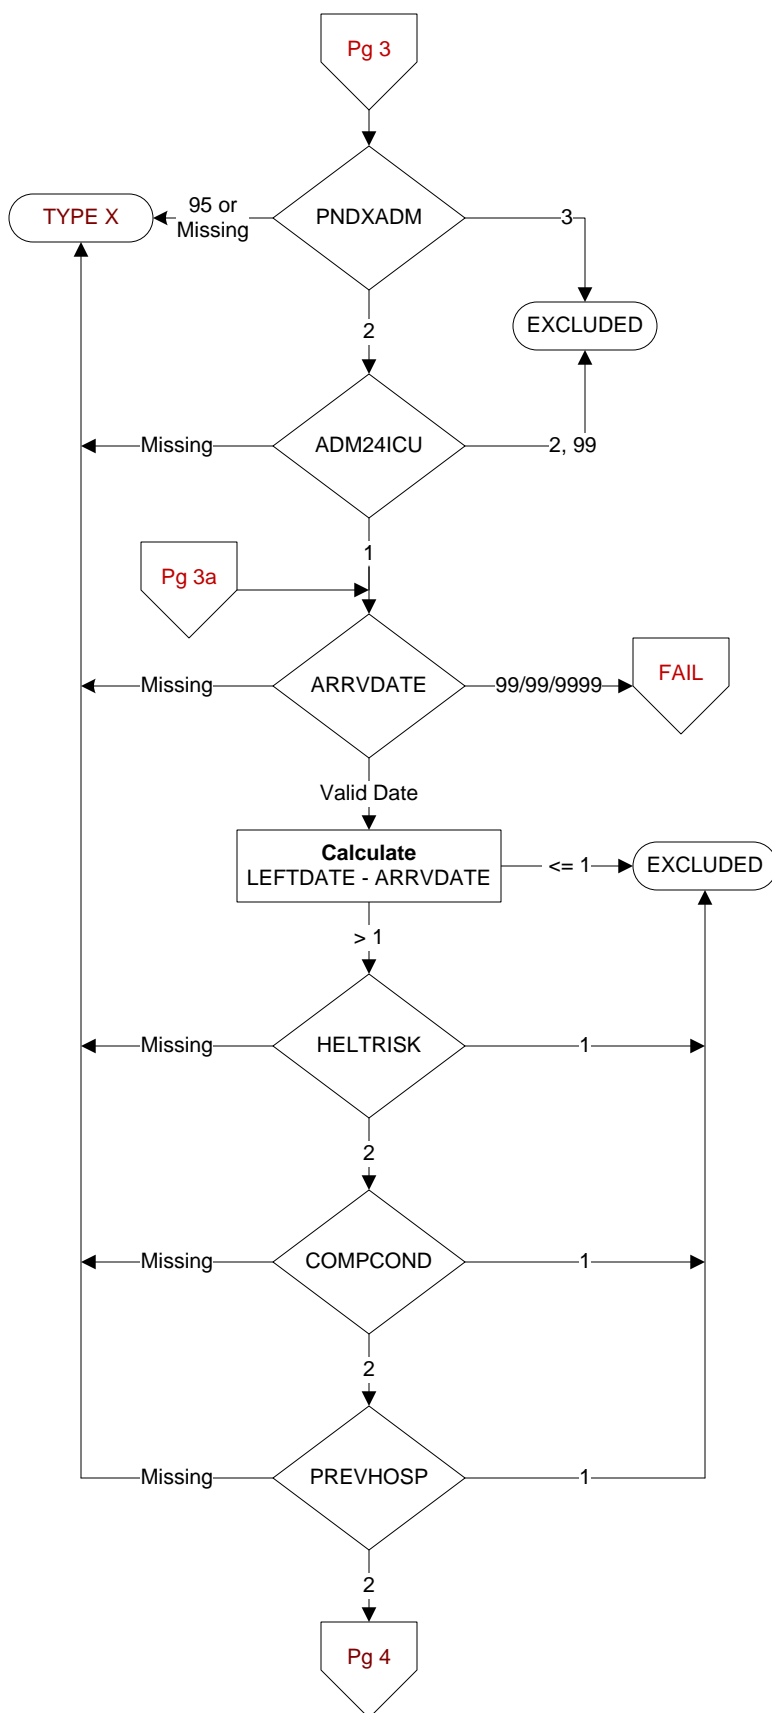 Pg 3
PNDXADM
TYPE X
95 or
Missing
3
EXCLUDED
2
ADM24ICU
Missing
2, 99
1
Pg 3a
ARRVDATE
Missing
99/99/9999
FAIL
Valid Date
Calculate
LEFTDATE - ARRVDATE
<= 1
EXCLUDED
> 1
HELTRISK
Missing
1
2
COMPCOND
Missing
1
2
PREVHOSP
Missing
1
2
Pg 4